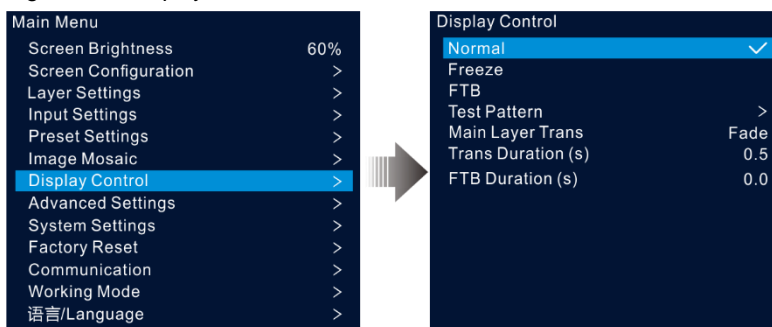 Main Menu
Screen Brightness 60%
Screen Configuration >
Layer Settings >
Input Settings >
Preset Settings >
Image Mosaic >
Display Control >
Advanced Settings >
System Settings >
Factory Reset >
Communication >
Working Mode >
语言/Language >
Display Control
Normal ✓
Freeze
FTB
Test Pattern >
Main Layer Trans Fade
Trans Duration (s) 0.5
FTB Duration (s) 0.0